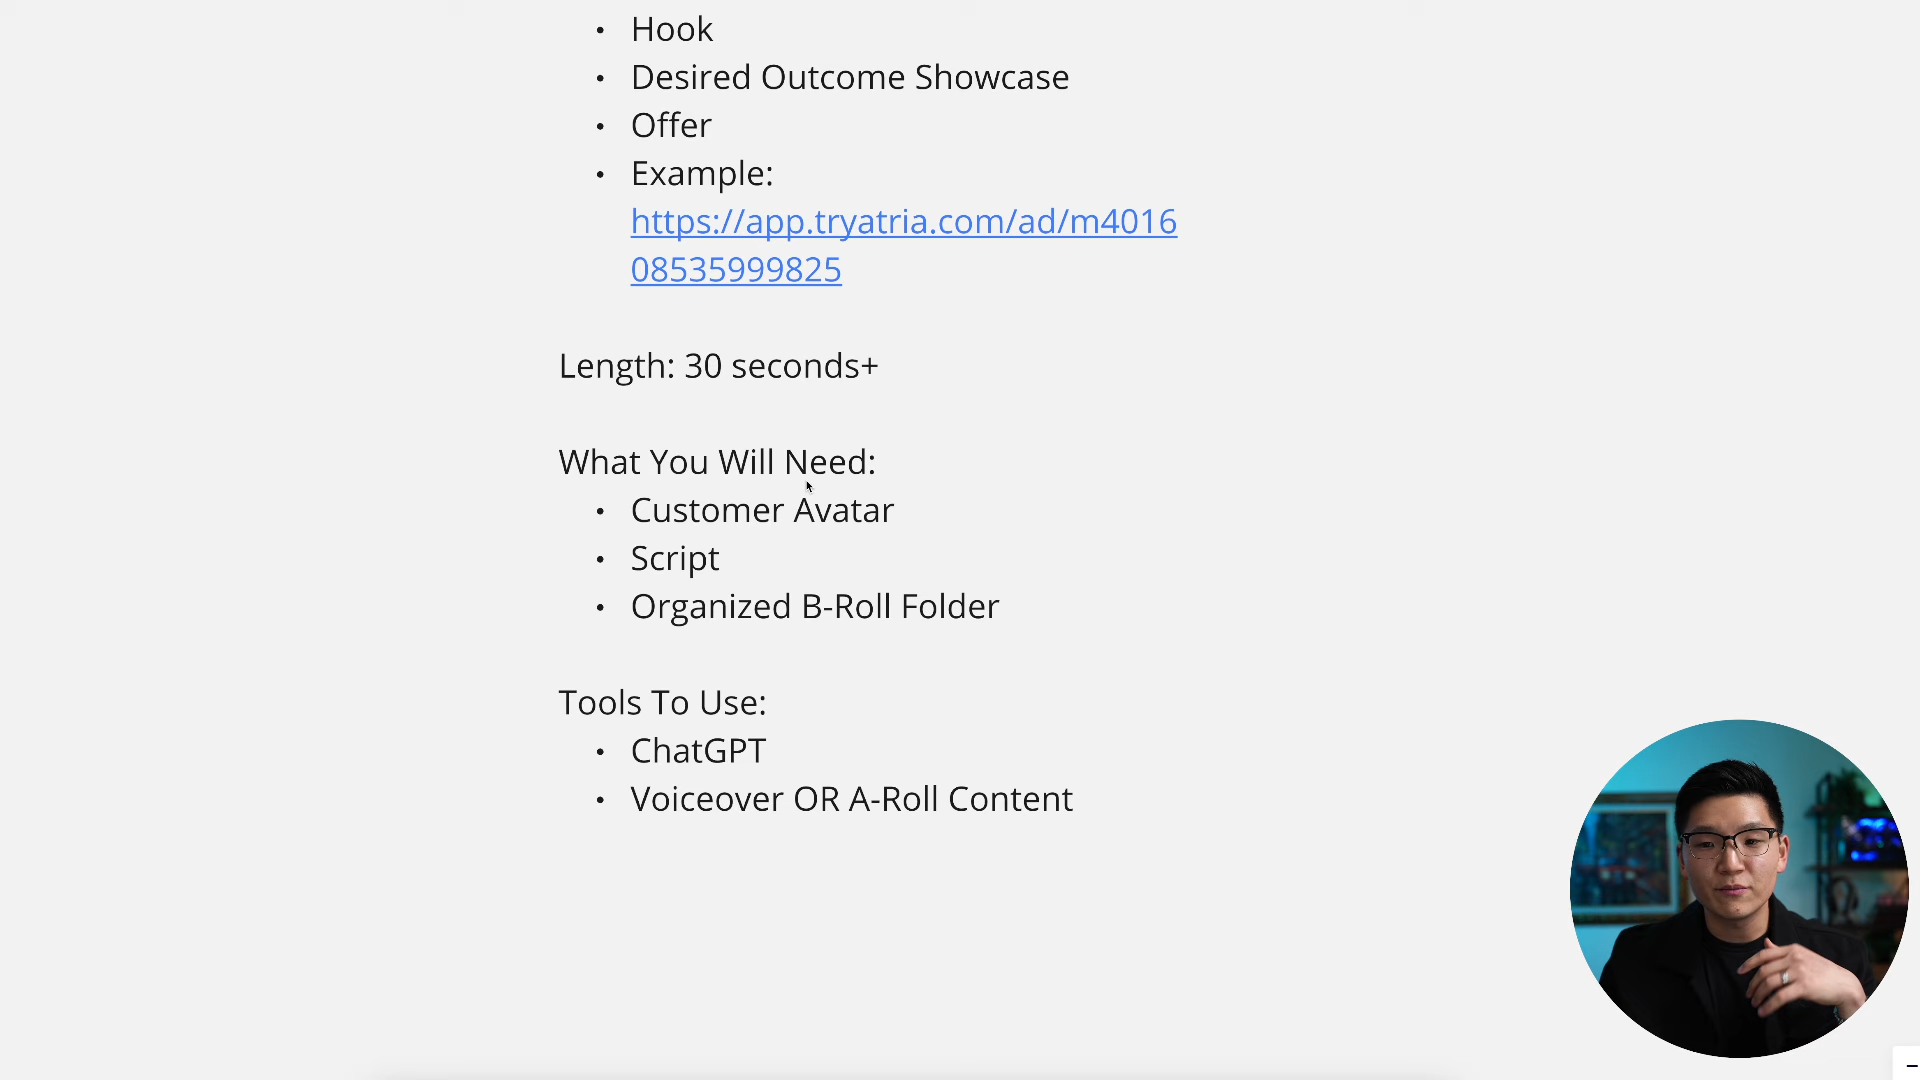 • Hook
• Desired Outcome Showcase
• Offer
• Example:
https://app.tryatria.com/ad/m4016
08535999825
Length: 30 seconds+
What You Will Need:
• Customer Avatar
• Script
• Organized B-Roll Folder
Tools To Use:
• ChatGPT
• Voiceover OR A-Roll Content